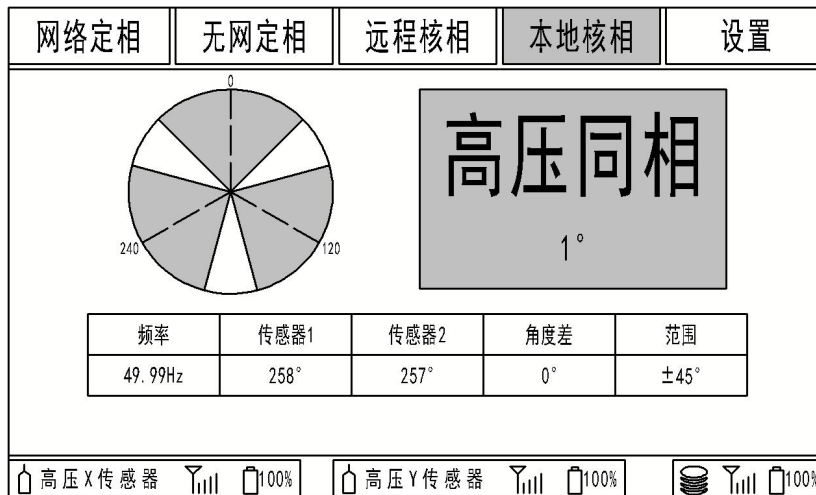 网络定相 无网定相 远程核相 本地核相 设置
0
高压同相
1°
240 120
频率 传感器1 传感器2 角度差 范围
49.99Hz 258° 257° 0° ±45°
高压X传感器 100% 高压Y传感器 100% 100%